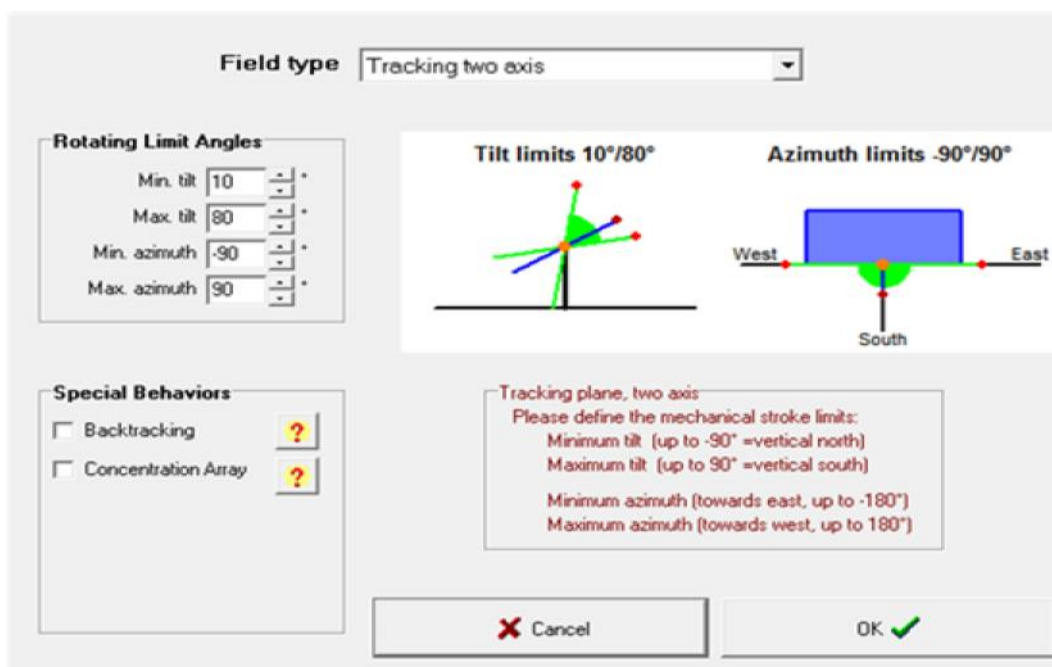 Field type Tracking two axis
Rotating Limit Angles
Min. tilt 10 °
Max. tilt 80 °
Min. azimuth -90 °
Max. azimuth 90 °
Tilt limits 10°/80° Azimuth limits -90°/90°
West East
South
Special Behaviors
Backtracking ?
Concentration Array ?
Tracking plane, two axis
Please define the mechanical stroke limits:
Minimum tilt (up to -90° =vertical north)
Maximum tilt (up to 90° =vertical south)
Minimum azimuth (towards east, up to -180°)
Maximum azimuth (towards west, up to 180°)
Cancel OK